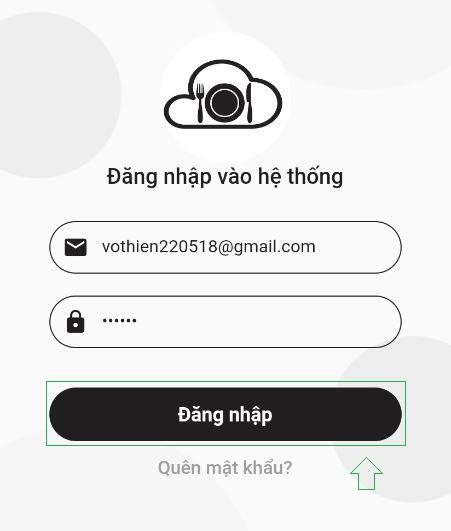 Đăng nhập vào hệ thống
vothien220518@gmail.com
••••••
Đăng nhập
Quên mật khẩu?